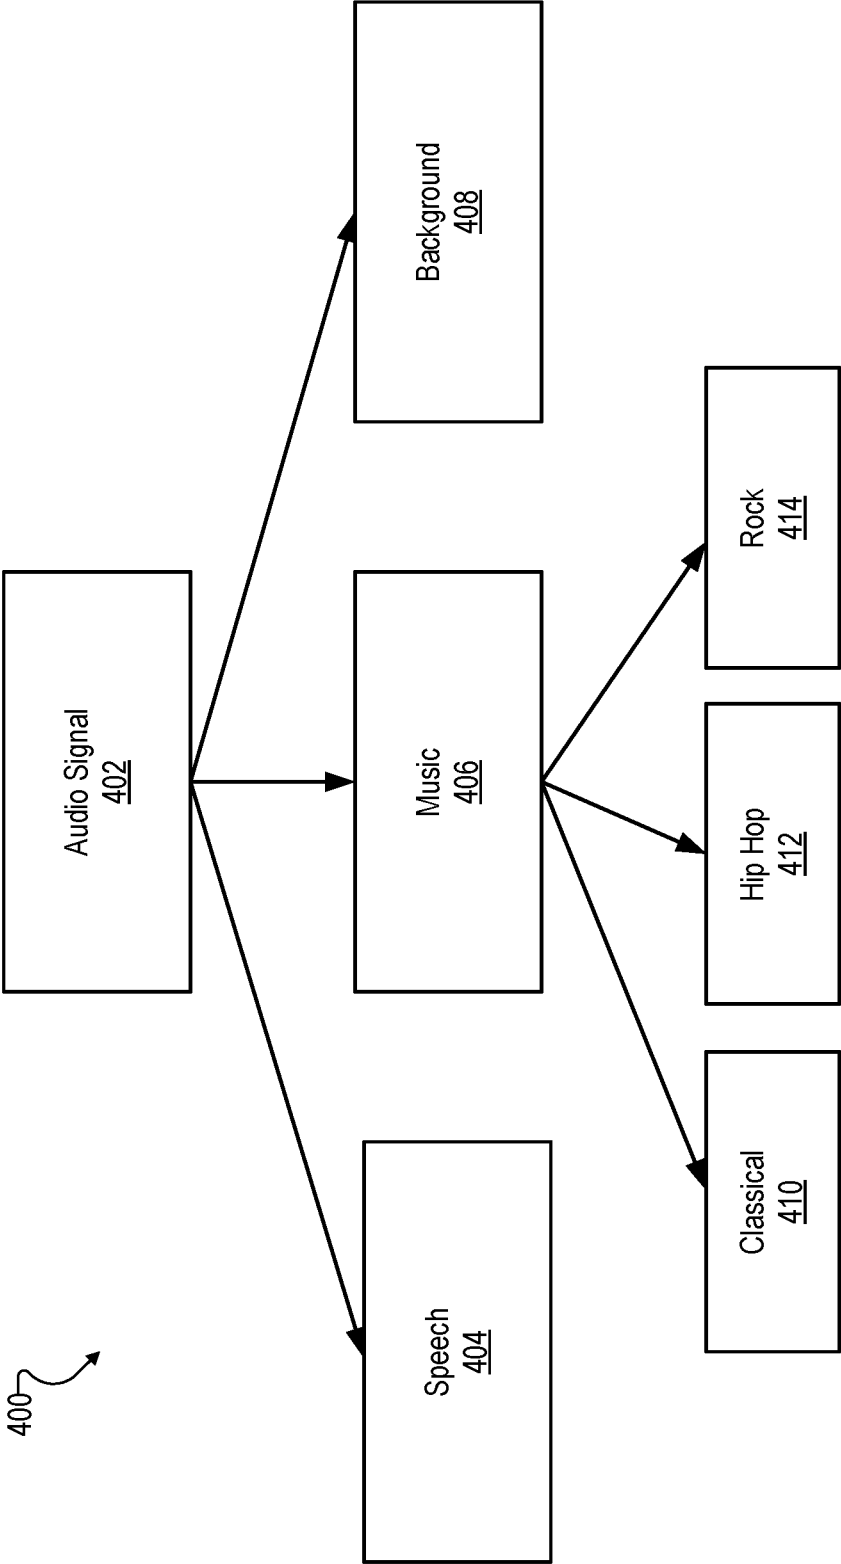 400
Audio Signal
402
Speech
404
Music
406
Background
408
Classical
410
Hip Hop
412
Rock
414